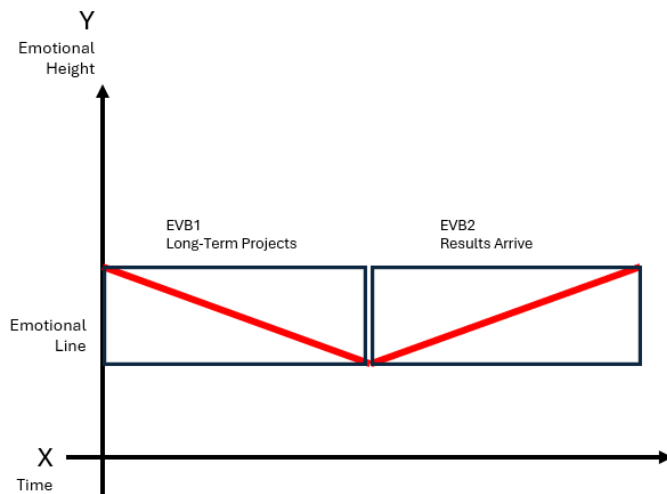 Y
Emotional
Height
EVB1
Long-Term Projects
EVB2
Results Arrive
Emotional
Line
X
Time